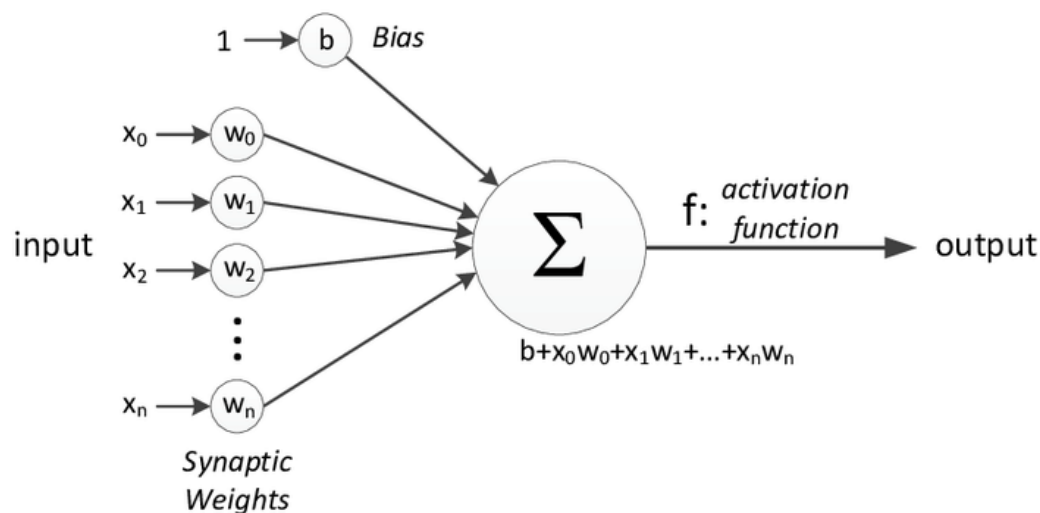 1 b Bias
x₀ w₀
x₁ w₁
input
x₂ w₂
xₙ wₙ
Synaptic
Weights
Σ
b+x₀w₀+x₁w₁+...+xₙwₙ
f: activation
function
output